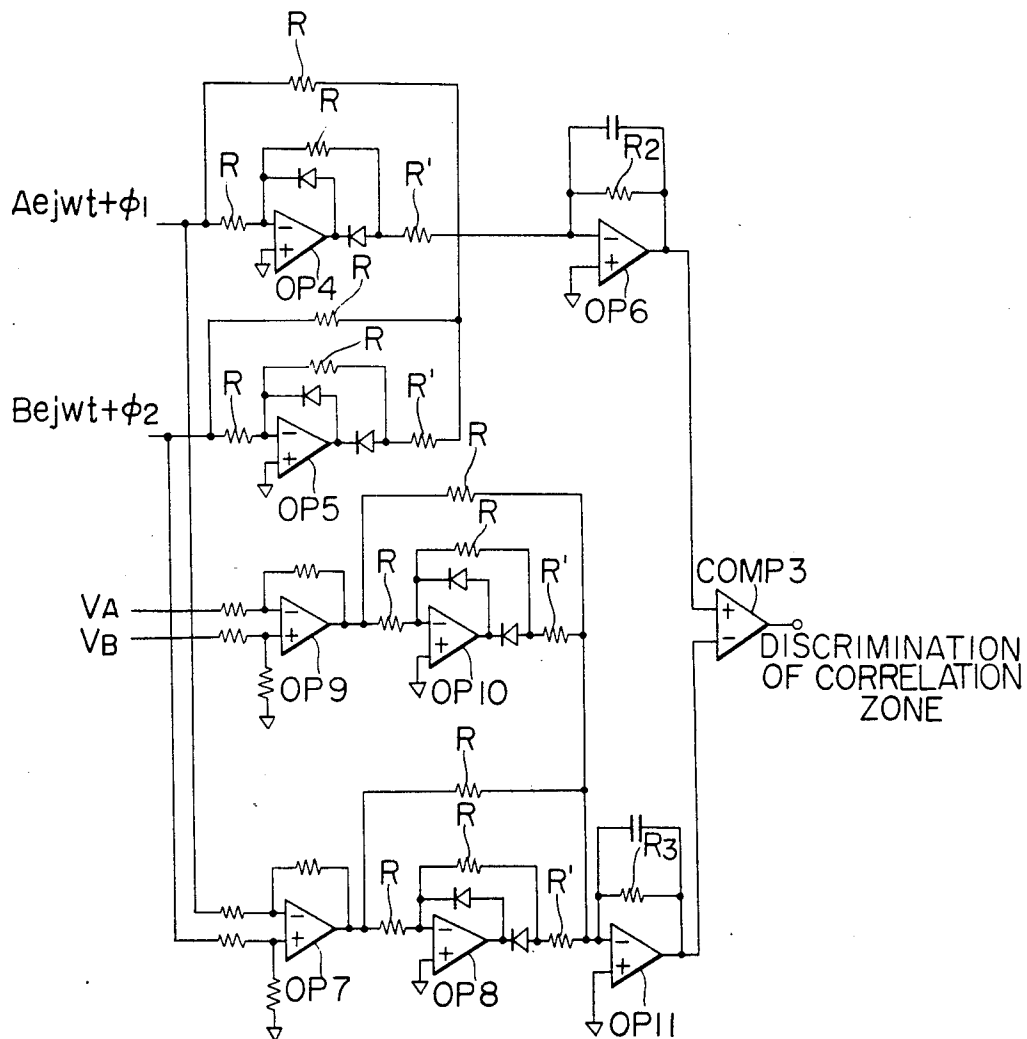 R
R
R
R'
R2
Aejwt+ϕ1
−
+
OP4
−
+
OP6
R
R
R
R'
Bejwt+ϕ2
−
+
OP5
R
R
COMP3
R
R'
VA
VB
−
+
OP9
−
+
OP10
+
−
DISCRIMINATION
OF CORRELATION
ZONE
R
R
R3
R
R'
−
+
OP7
−
+
OP8
−
+
OP11